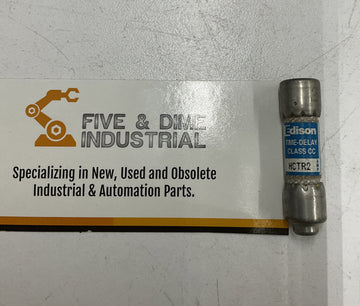 FIVE & DIME
INDUSTRIAL
Specializing in New, Used and Obsolete
Industrial & Automation Parts.
Edison
TIME-DELAY
CLASS CC
HCTR2